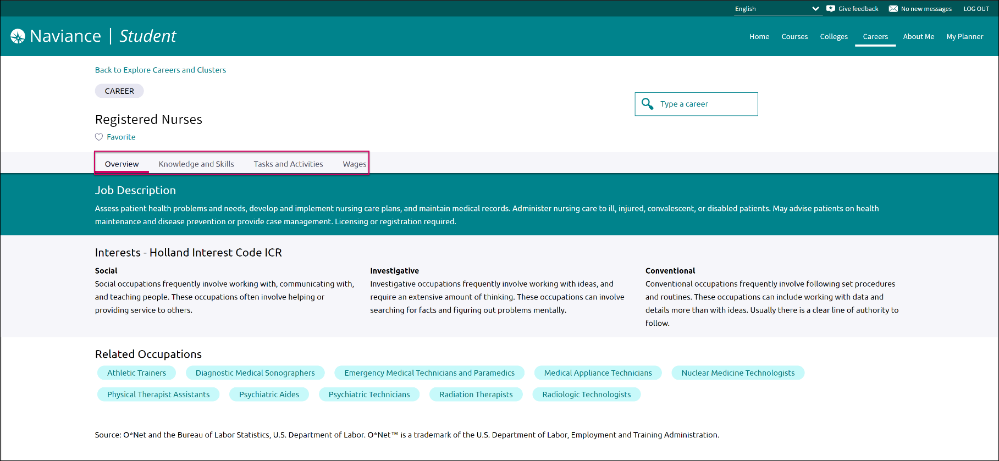 English
Give feedback
No new messages
LOG OUT
Naviance | Student
Home
Courses
Colleges
Careers
About Me
My Planner
Back to Explore Careers and Clusters
CAREER
Type a career
Registered Nurses
Favorite
Overview
Knowledge and Skills
Tasks and Activities
Wages
Job Description
Assess patient health problems and needs, develop and implement nursing care plans, and maintain medical records. Administer nursing care to ill, injured, convalescent, or disabled patients. May advise patients on health
maintenance and disease prevention or provide case management. Licensing or registration required.
Interests - Holland Interest Code ICR
Social
Social occupations frequently involve working with, communicating with,
and teaching people. These occupations often involve helping or
providing service to others.
Investigative
Investigative occupations frequently involve working with ideas, and
require an extensive amount of thinking. These occupations can involve
searching for facts and figuring out problems mentally.
Conventional
Conventional occupations frequently involve following set procedures
and routines. These occupations can include working with data and
details more than with ideas. Usually there is a clear line of authority to
follow.
Related Occupations
Athletic Trainers
Diagnostic Medical Sonographers
Emergency Medical Technicians and Paramedics
Medical Appliance Technicians
Nuclear Medicine Technologists
Physical Therapist Assistants
Psychiatric Aides
Psychiatric Technicians
Radiation Therapists
Radiologic Technologists
Source: O*Net and the Bureau of Labor Statistics, U.S. Department of Labor. O*Net™ is a trademark of the U.S. Department of Labor, Employment and Training Administration.